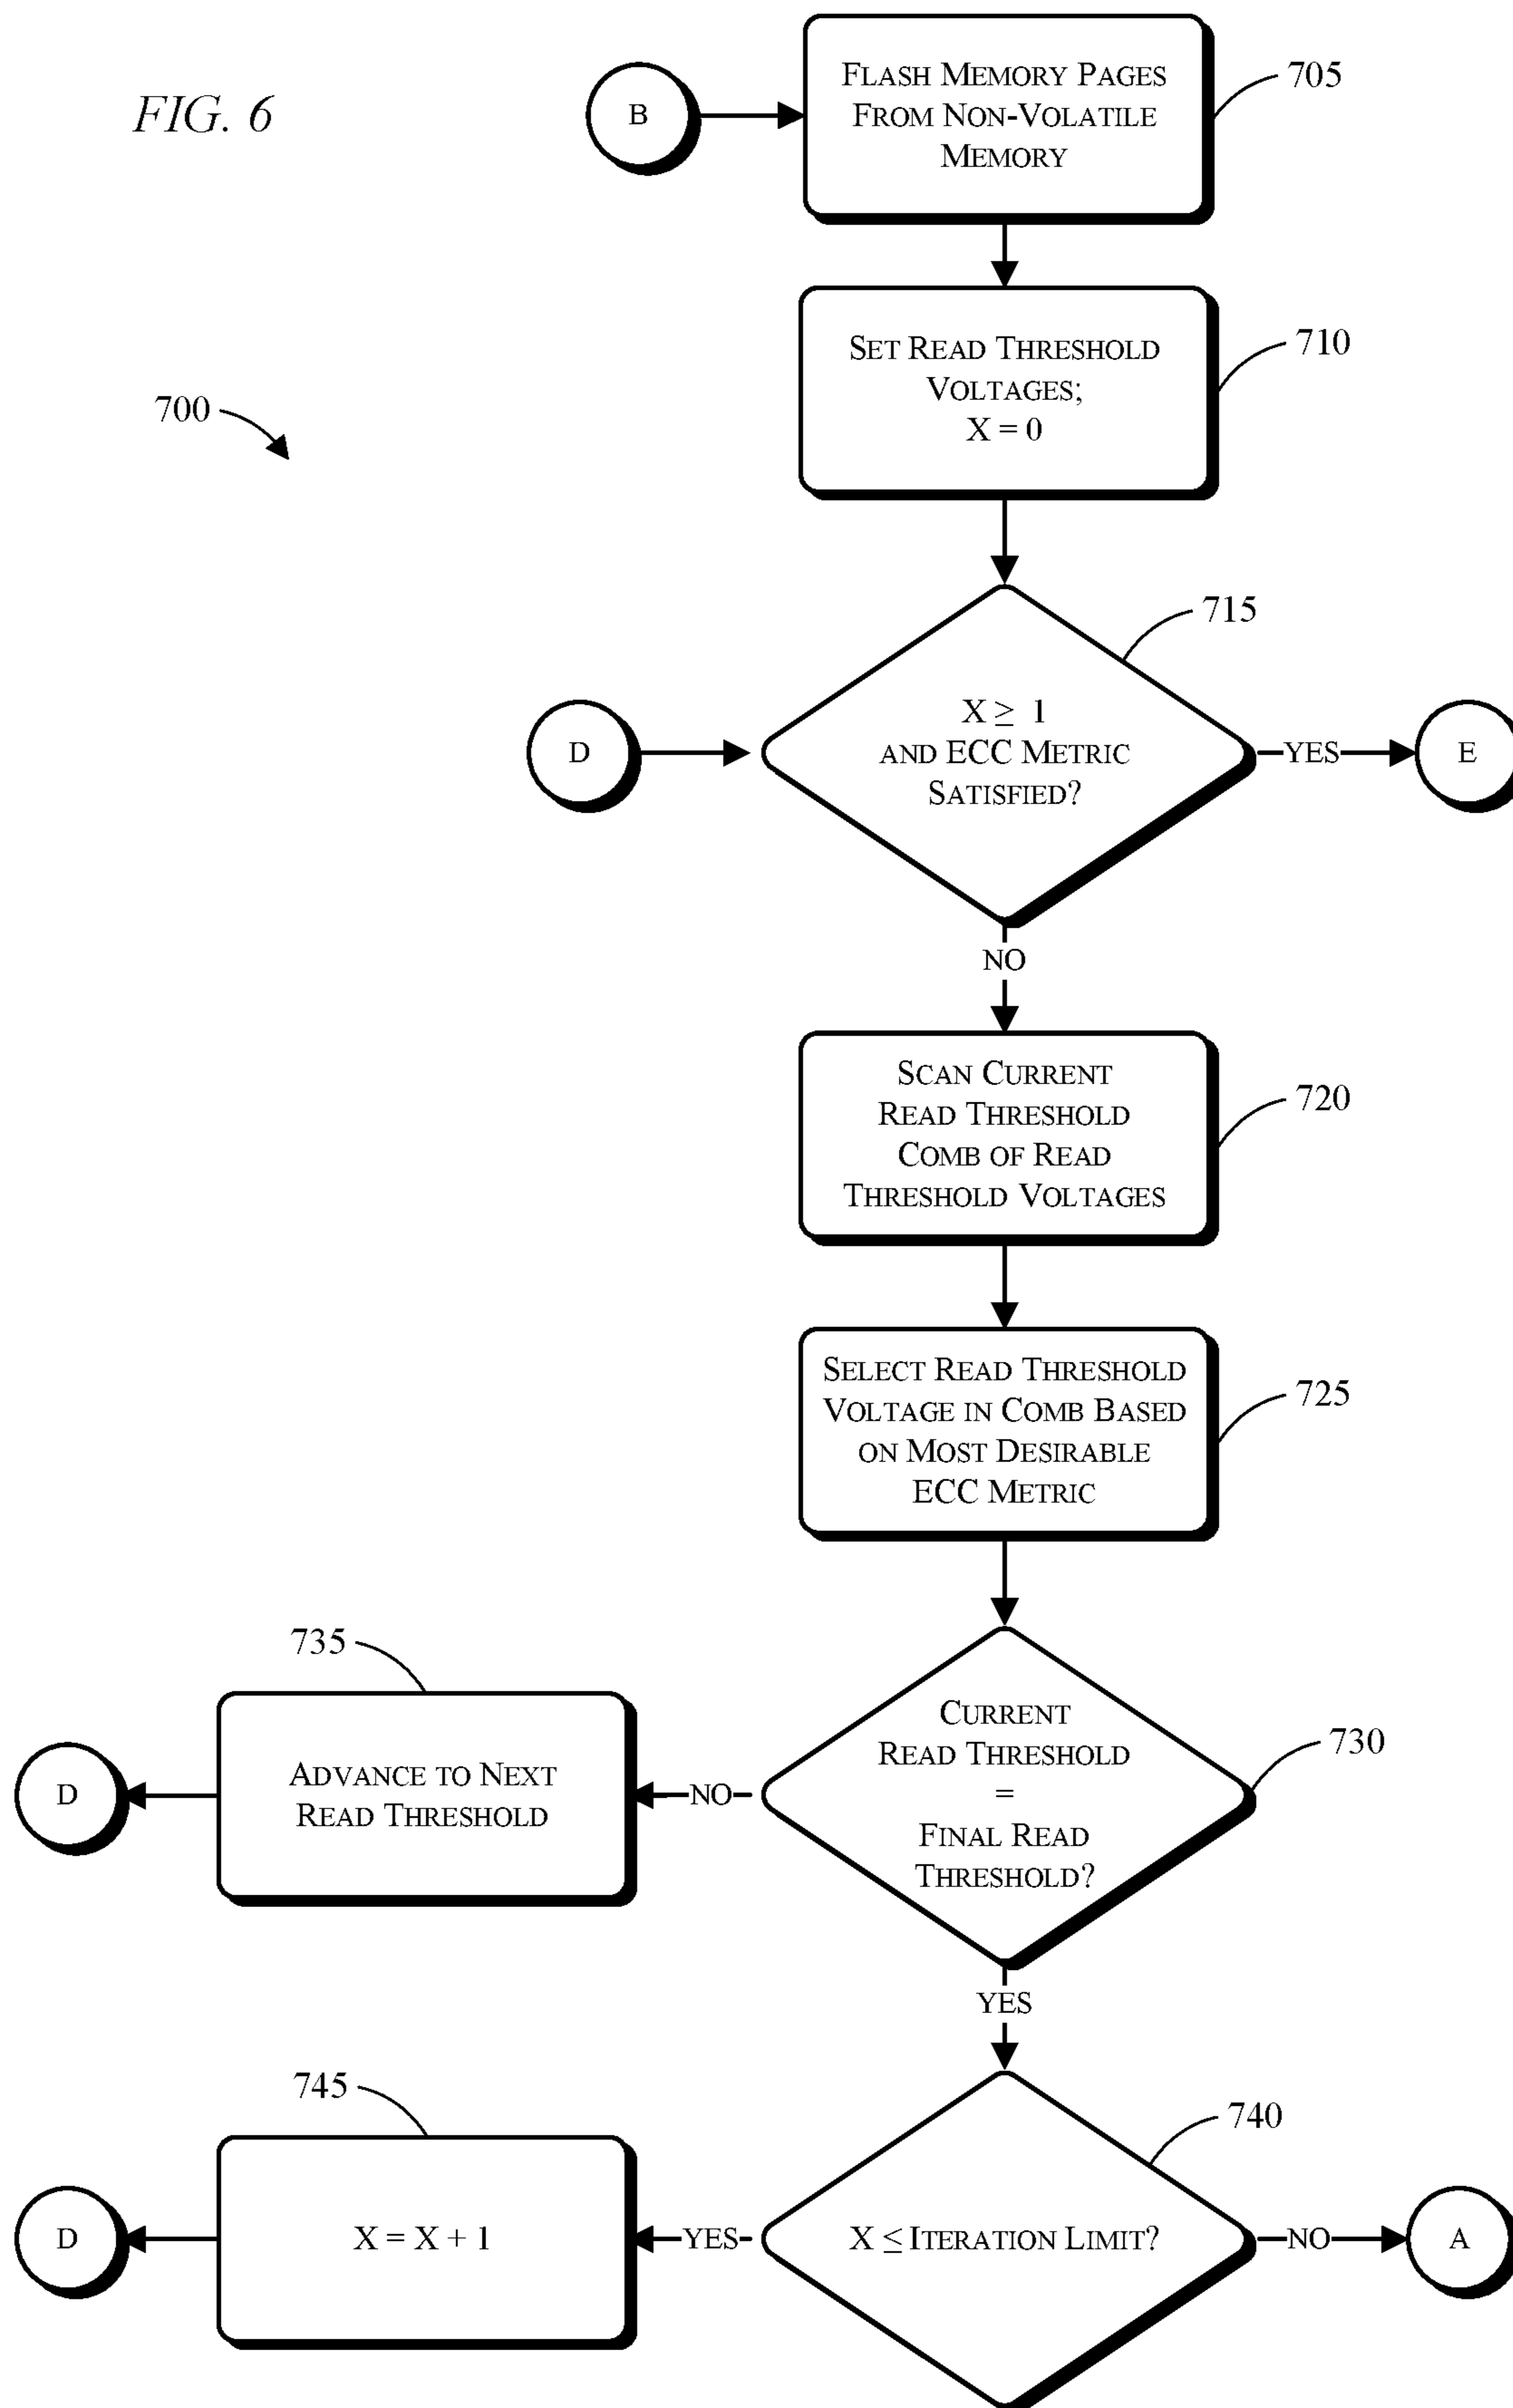 FIG. 6
B
FLASH MEMORY PAGES
FROM NON-VOLATILE
MEMORY
705
SET READ THRESHOLD
VOLTAGES;
X = 0
710
700
715
D
X ≥ 1
AND ECC METRIC
SATISFIED?
YES
E
NO
SCAN CURRENT
READ THRESHOLD
COMB OF READ
THRESHOLD VOLTAGES
720
SELECT READ THRESHOLD
VOLTAGE IN COMB BASED
ON MOST DESIRABLE
ECC METRIC
725
735
D
ADVANCE TO NEXT
READ THRESHOLD
NO
CURRENT
READ THRESHOLD
=
FINAL READ
THRESHOLD?
730
YES
745
740
D
X = X + 1
YES
X ≤ ITERATION LIMIT?
NO
A